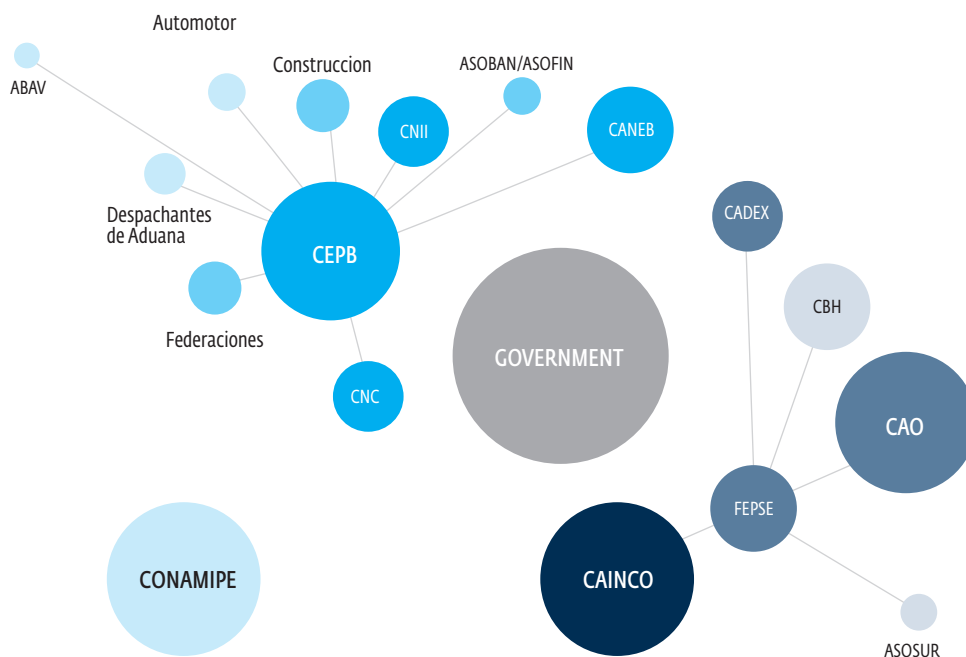 Automotor
ABAV
Construccion
ASOBAN/ASOFIN
CNII
CANEB
Despachantes
de Aduana
CEPB
CADEX
CBH
Federaciones
GOVERNMENT
CNC
CAO
FEPSE
CONAMIPE
CAINCO
ASOSUR